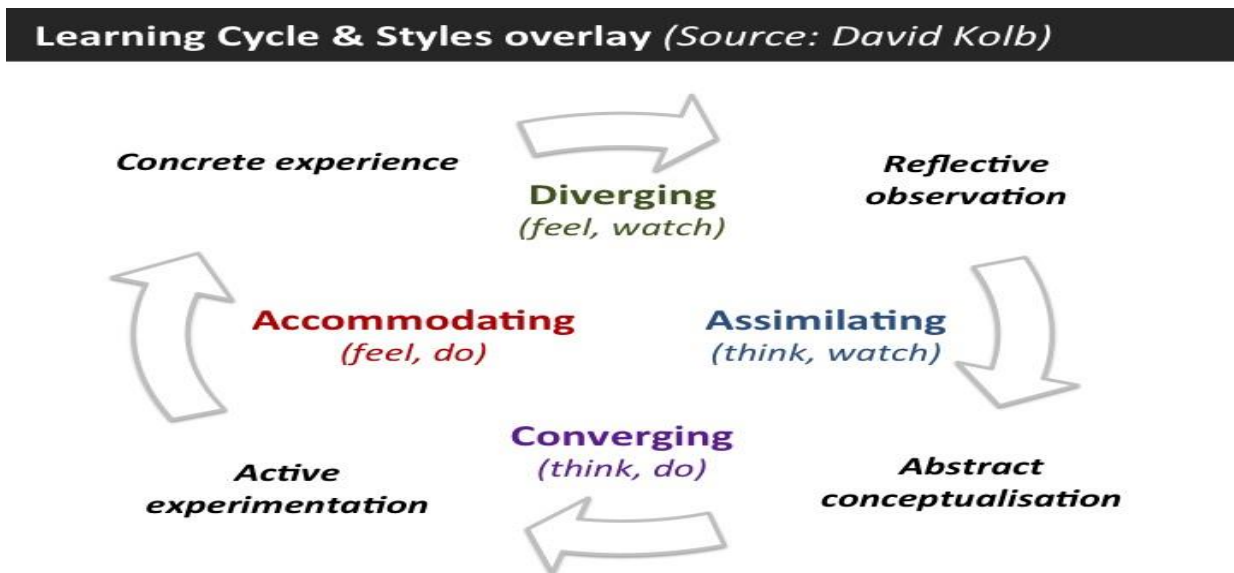 Learning Cycle & Styles overlay (Source: David Kolb)
Concrete experience
Reflective
observation
Diverging
(feel, watch)
Accommodating
(feel, do)
Assimilating
(think, watch)
Converging
(think, do)
Active
experimentation
Abstract
conceptualisation